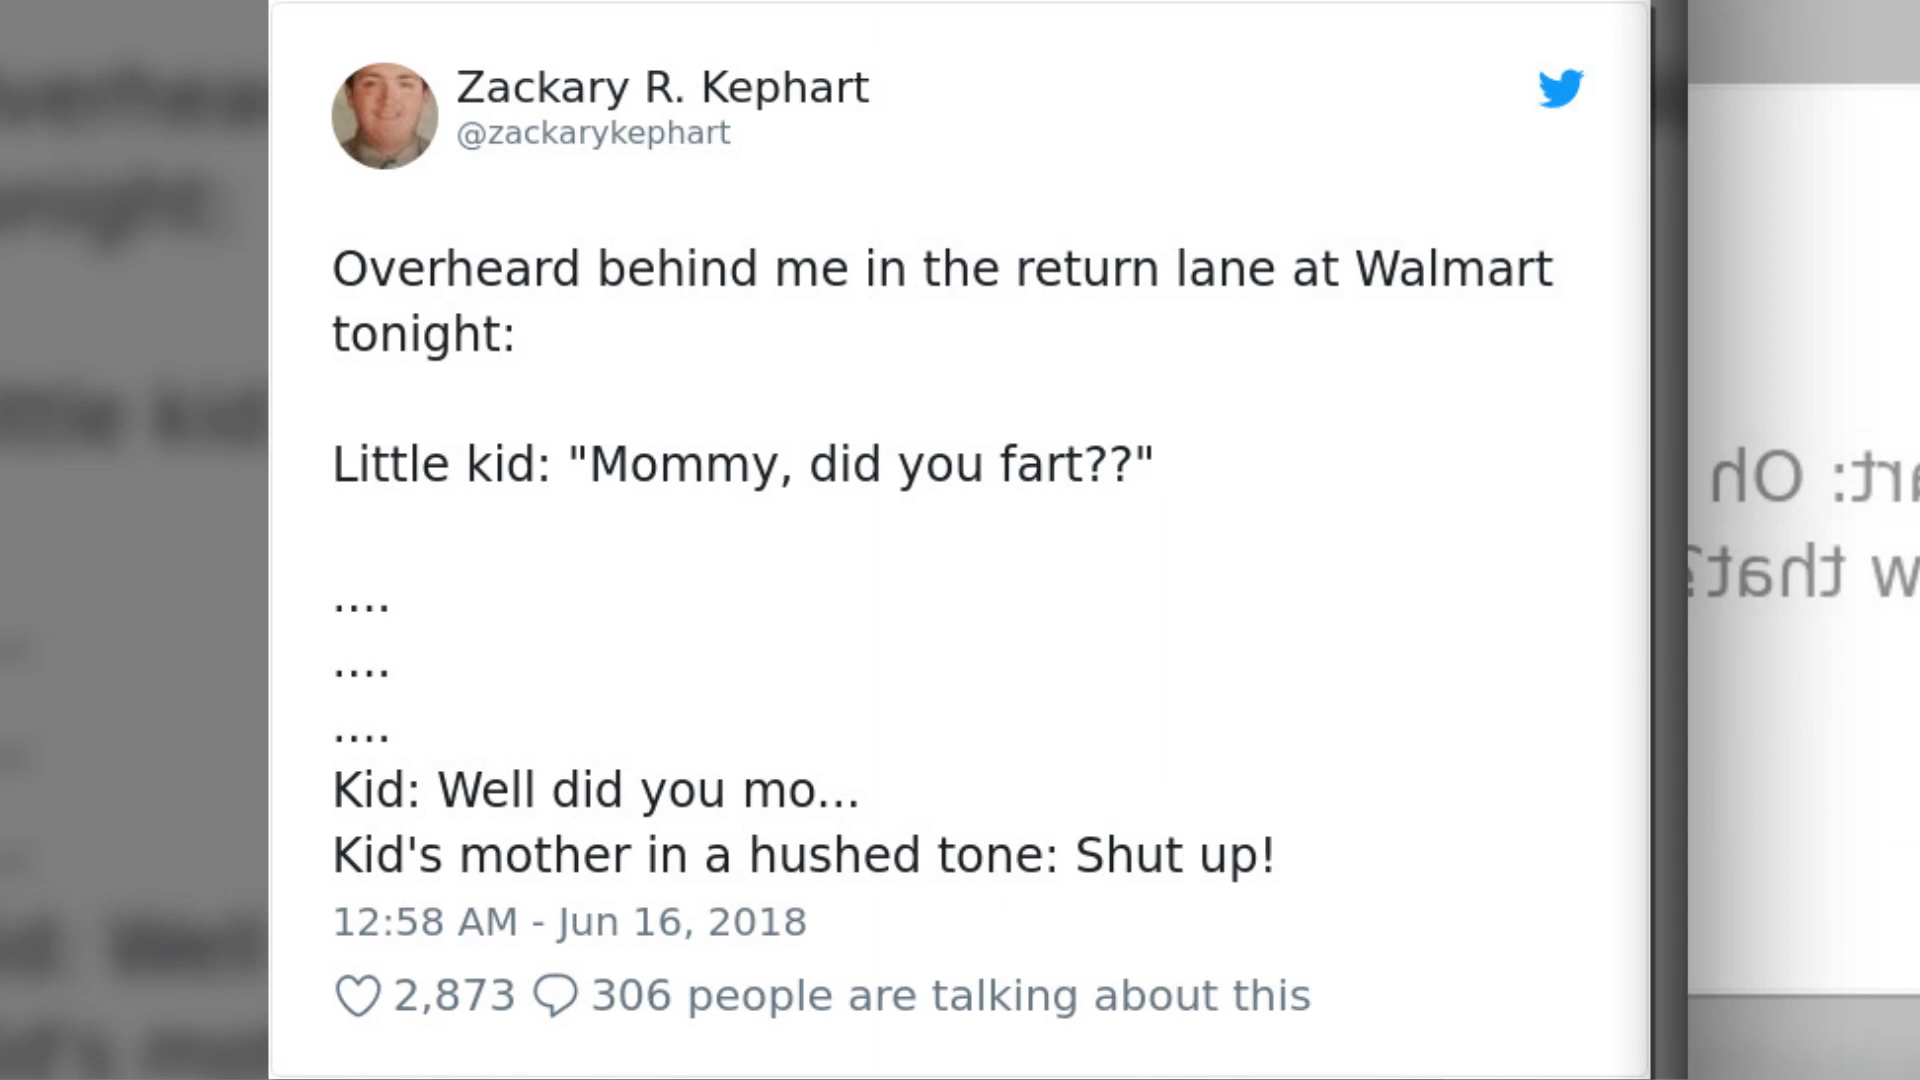 Zackary R. Kephart
@zackarykephart
Overheard behind me in the return lane at Walmart
tonight:
Little kid: "Mommy, did you fart??"
....
....
....
Kid: Well did you mo...
Kid's mother in a hushed tone: Shut up!
12:58 AM - Jun 16, 2018
2,873 306 people are talking about this
Oh
that?